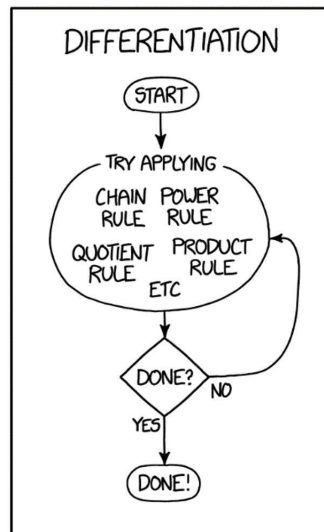 DIFFERENTIATION
START
TRY APPLYING
CHAIN POWER
RULE RULE
QUOTIENT PRODUCT
RULE RULE
ETC
DONE?
NO
YES
DONE!